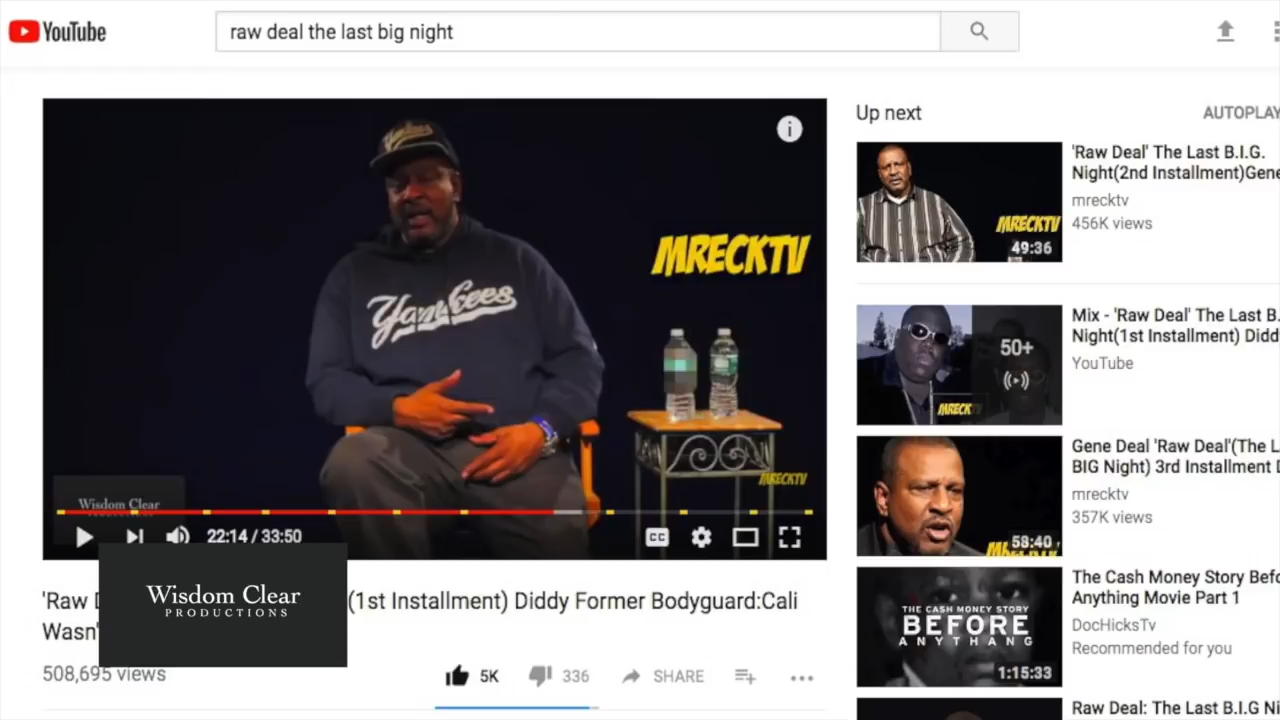 YouTube
raw deal the last big night
Yankees
MRECKTV
MRECKTV
Wisdom Clear
PRODUCTIONS
22:14 / 33:50
CC
'Raw D
(1st Installment) Diddy Former Bodyguard:Cali
Wasn'
Wisdom Clear
PRODUCTIONS
508,695 views
5K
336
SHARE
Up next
AUTOPLAY
'Raw Deal' The Last B.I.G.
Night(2nd Installment)Gene
mrecktv
456K views
MRECKTV
49:36
Mix - 'Raw Deal' The Last B.
Night(1st Installment) Didd
YouTube
50+
MRECK
Gene Deal 'Raw Deal'(The L
BIG Night) 3rd Installment D
mrecktv
357K views
58:40
The Cash Money Story Befo
Anything Movie Part 1
DocHicksTv
Recommended for you
THE CASH MONEY STORY
BEFORE
ANYTHANG
1:15:33
Raw Deal: The Last B.I.G Ni